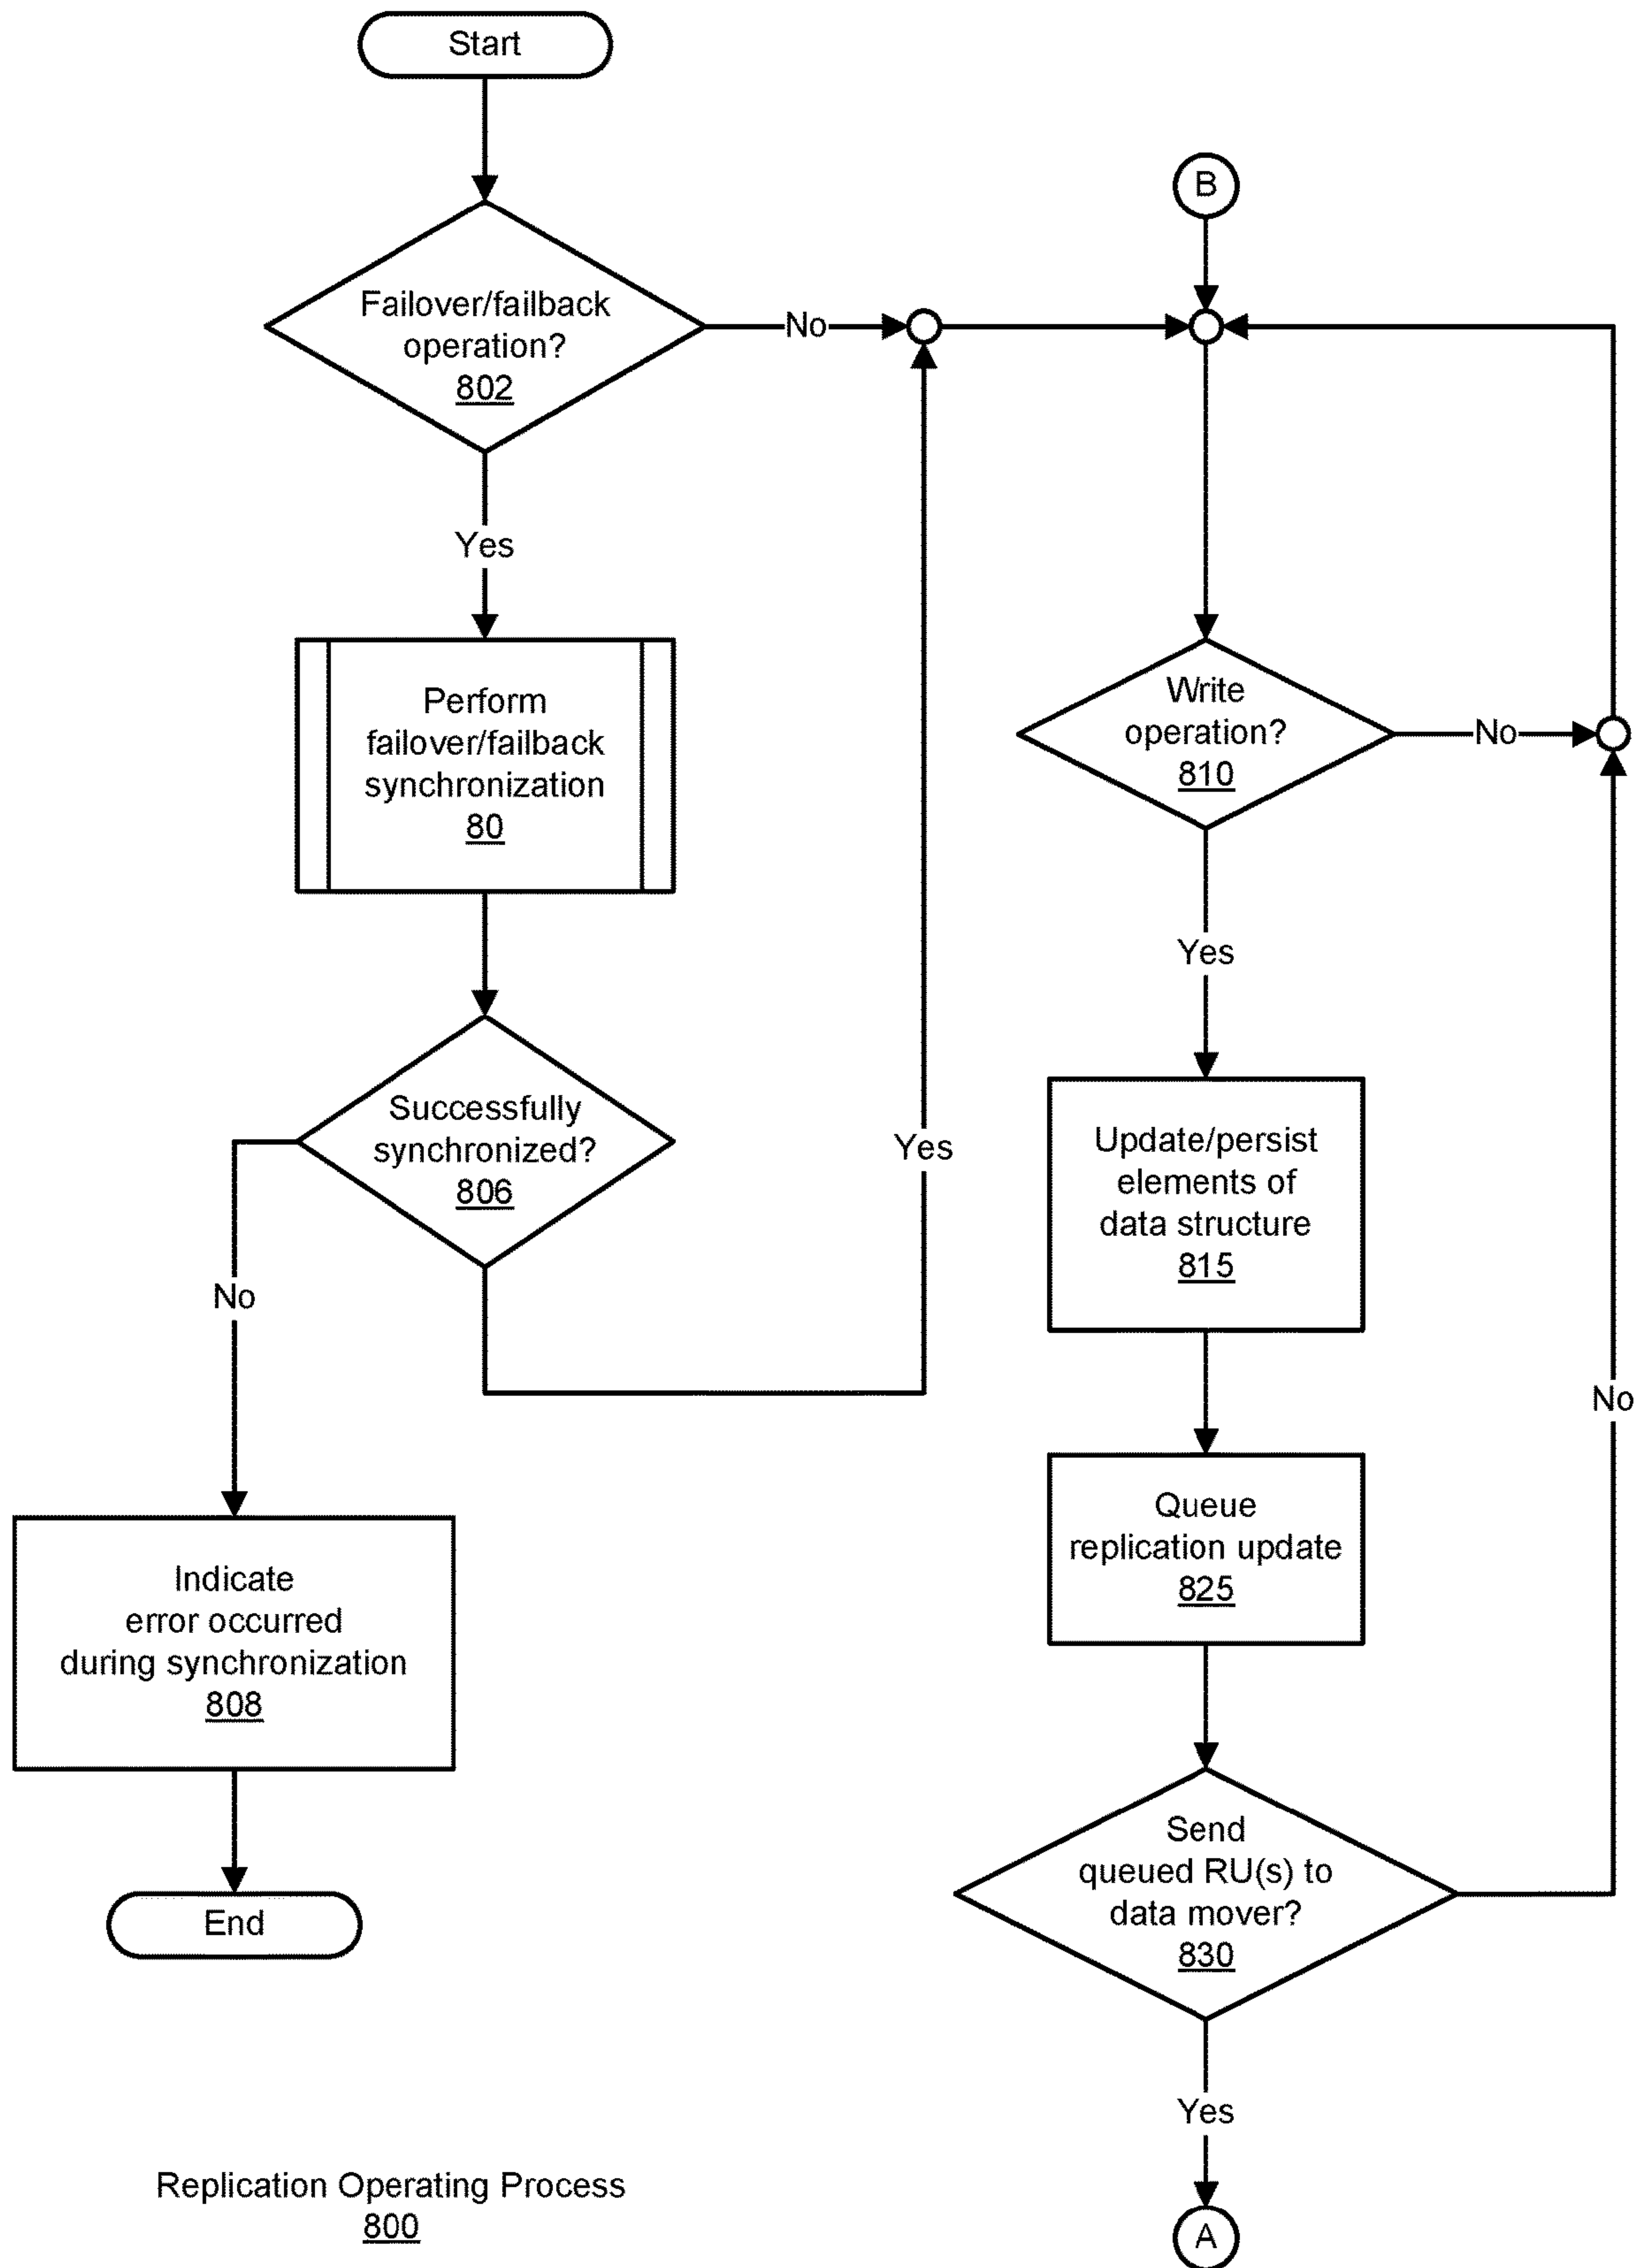 Start
Failover/failback
operation?
802
No
Yes
Perform
failover/failback
synchronization
80
Successfully
synchronized?
806
Yes
No
Indicate
error occurred
during synchronization
808
End
B
Write
operation?
810
No
Yes
Update/persist
elements of
data structure
815
Queue
replication update
825
Send
queued RU(s) to
data mover?
830
No
Yes
A
Replication Operating Process
800